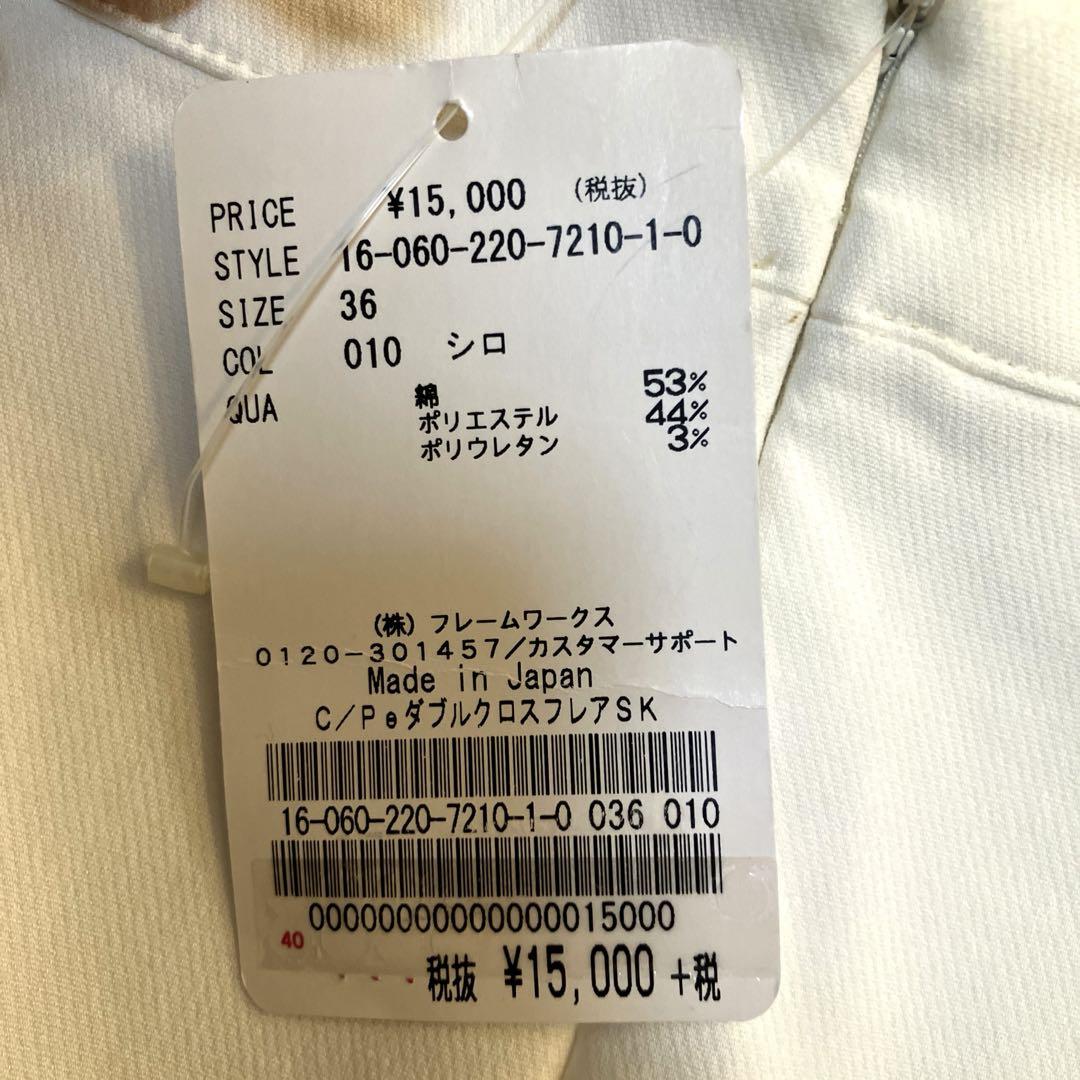 PRICE ¥15,000 (税抜)
STYLE 16-060-220-7210-1-0
SIZE 36
COL 010 シロ
QUA 綿 53%
ポリエステル 44%
ポリウレタン 3%
(株)フレームワークス
0120-301457/カスタマーサポート
Made in Japan
C/PeダブルクロスフレアSK
16-060-220-7210-1-0 036 010
0000000000000015000
40
税抜 ¥15,000 +税